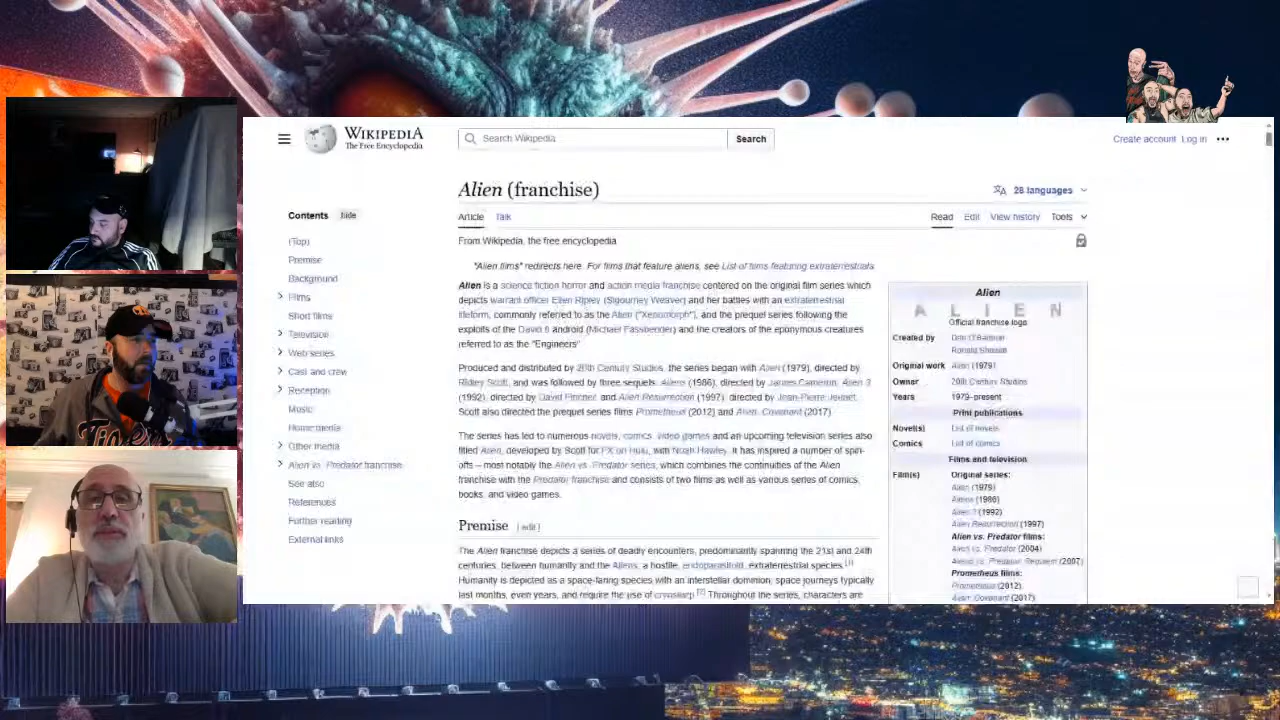 WIKIPEDIA
The Free Encyclopedia
Search Wikipedia
Search
Create account Log in
Alien (franchise)
28 languages
Article Talk
Read Edit View history Tools
From Wikipedia, the free encyclopedia
"Alien films" redirects here. For films that feature aliens, see List of films featuring extraterrestrials
Alien is a science fiction horror and action media franchise centered on the original film series which
depicts warrant officer Ellen Ripley (Sigourney Weaver) and her battles with an extraterrestrial
lifeform, commonly referred to as the Alien ("Xenomorph"), and the prequel series following the
exploits of the David 8 android (Michael Fassbender) and the creators of the eponymous creatures
referred to as the "Engineers"
Produced and distributed by 20th Century Studios, the series began with Alien (1979), directed by
Ridley Scott, and was followed by three sequels, Aliens (1986), directed by James Cameron, Alien 3
(1992), directed by David Fincher, and Alien Resurrection (1997), directed by Jean-Pierre Jeunet.
Scott also directed the prequel series films Prometheus (2012) and Alien: Covenant (2017)
The series has led to numerous novels, comics, video games and an upcoming television series also
titled Alien, developed by Scott for FX on Hulu, with Noah Hawley. It has inspired a number of spin-
offs – most notably the Alien vs. Predator series, which combines the continuities of the Alien
franchise with the Predator franchise and consists of two films as well as various series of comics,
books, and video games.
Premise [ edit ]
The Alien franchise depicts a series of deadly encounters, predominantly spanning the 21st and 24th
centuries, between humanity and the Aliens, a hostile, endoparasitoid, extraterrestrial species.[1]
Humanity is depicted as a space-faring species with an interstellar dominion; space journeys typically
last months, even years, and require the use of cryosleep.[2] Throughout the series, characters are
Contents hide
(Top)
Premise
Background
Films
Short films
Television
Web series
Cast and crew
Reception
Music
Home media
Other media
Alien vs. Predator franchise
See also
References
Further reading
External links
Alien
A L I E N
Official franchise logo
Created by Dan O'Bannon
Ronald Shusett
Original work Alien (1979)
Owner 20th Century Studios
Years 1979–present
Print publications
Novel(s) List of novels
Comics List of comics
Films and television
Film(s) Original series:
Alien (1979)
Aliens (1986)
Alien 3 (1992)
Alien Resurrection (1997)
Alien vs. Predator films:
Alien vs. Predator (2004)
Aliens vs. Predator: Requiem (2007)
Prometheus films:
Prometheus (2012)
Alien: Covenant (2017)
Tigers